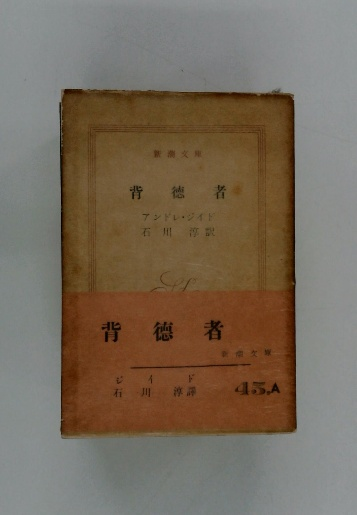 新潮文庫
背徳者
アンドレ・ジイド
石川淳訳
背徳者
新潮文庫
ジイド
石川淳譯
45.A